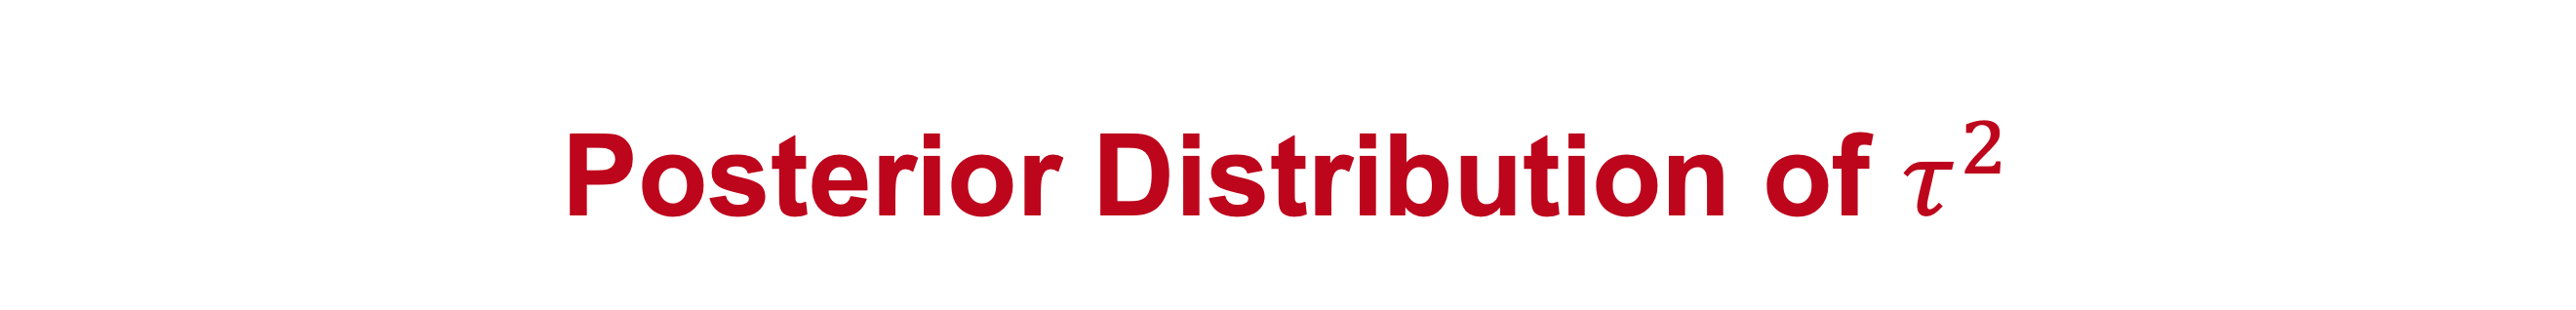 Posterior Distribution of τ²